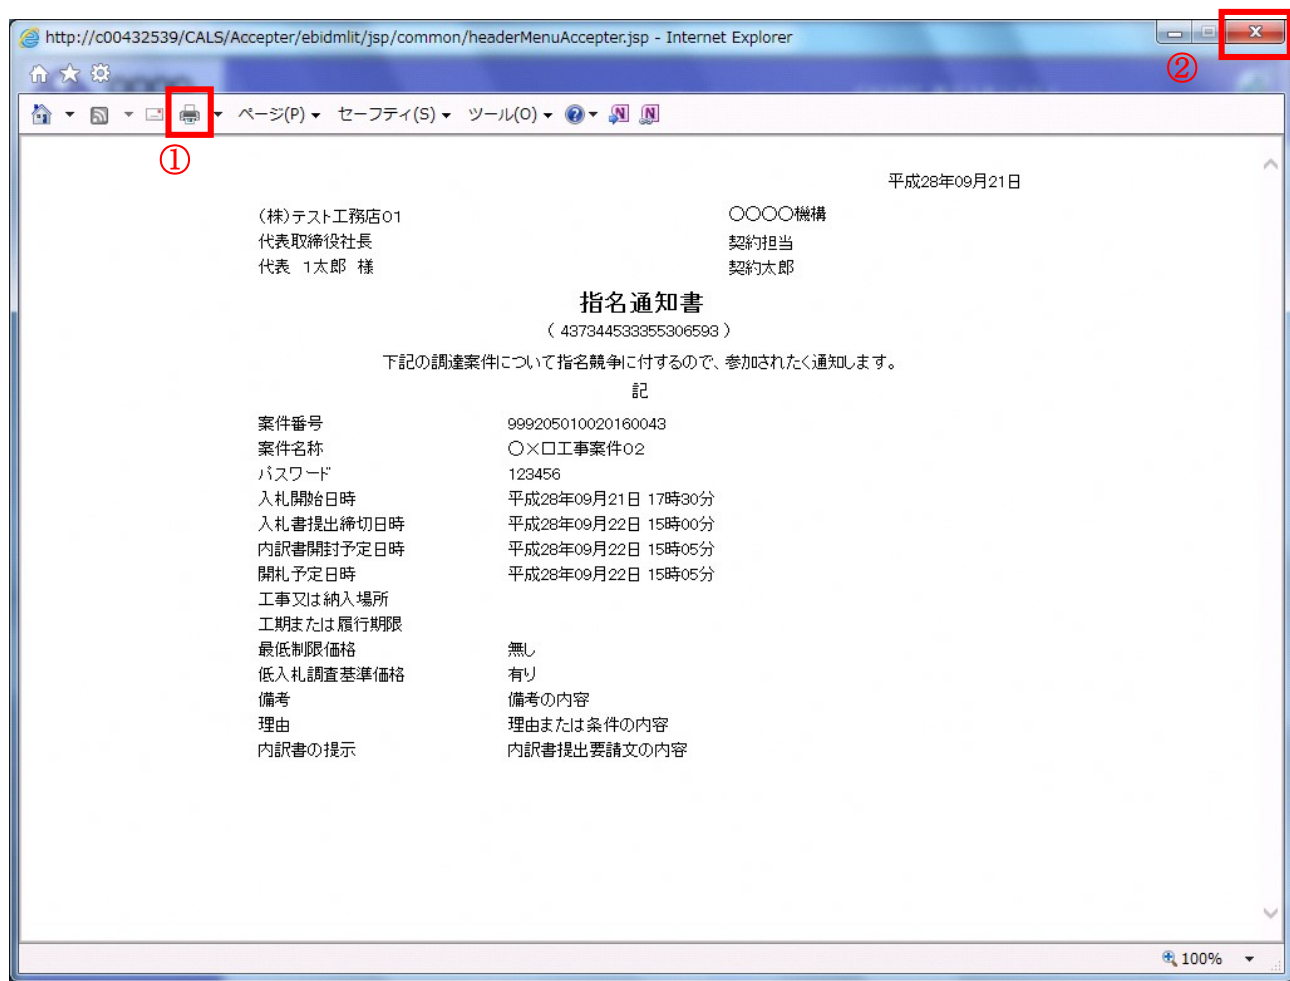 http://c00432539/CALS/Accepter/ebidmlit/jsp/common/headerMenuAccepter.jsp - Internet Explorer
②
ページ(P) セーフティ(S) ツール(O)
①
平成28年09月21日
(株)テスト工務店01
〇〇〇〇機構
代表取締役社長
契約担当
代表 1太郎 様
契約太郎
指名通知書
( 437344533355306593 )
下記の調達案件について指名競争に付するので、参加されたく通知します。
記
案件番号 999205010020160043
案件名称 〇×口工事案件02
パスワード 123456
入札開始日時 平成28年09月21日 17時30分
入札書提出締切日時 平成28年09月22日 15時00分
内訳書開封予定日時 平成28年09月22日 15時05分
開札予定日時 平成28年09月22日 15時05分
工事又は納入場所
工期または履行期限
最低制限価格 無し
低入札調査基準価格 有り
備考 備考の内容
理由 理由または条件の内容
内訳書の提示 内訳書提出要請文の内容
100%